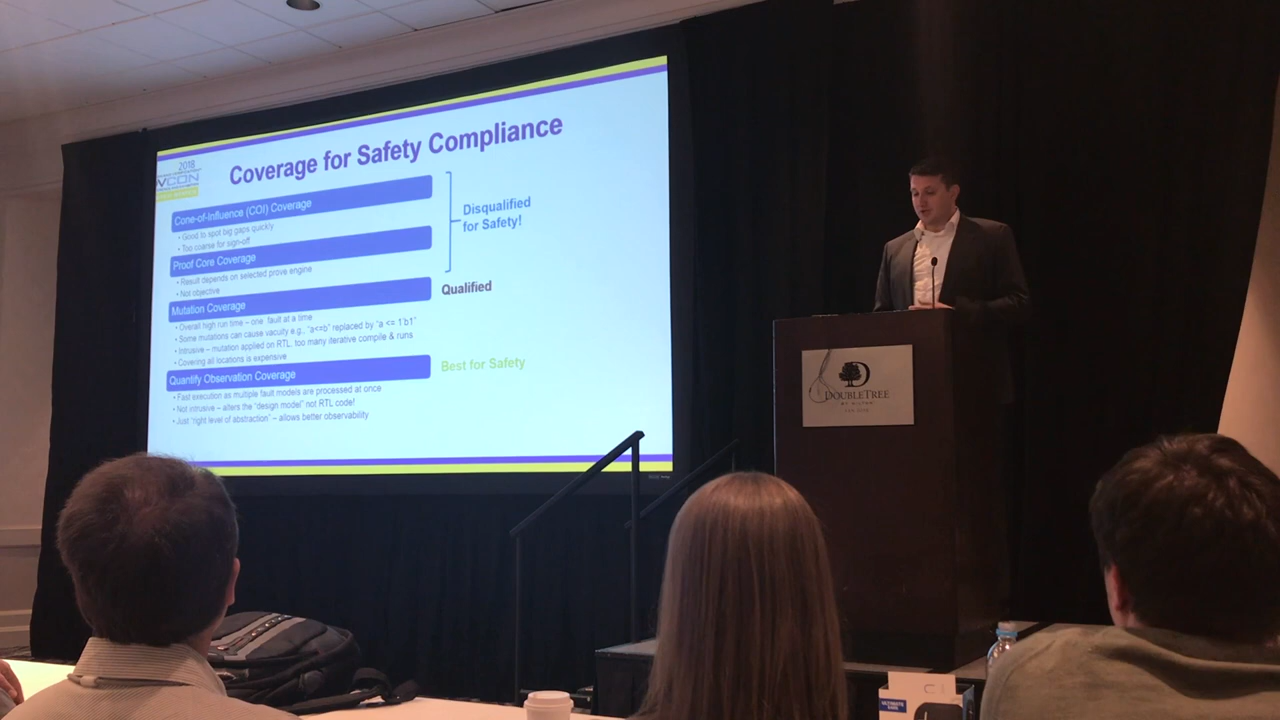 2018
Coverage for Safety Compliance
Cone-of-Influence (COI) Coverage
• Good to spot big gaps quickly
• Too coarse for sign-off
Proof Core Coverage
• Result depends on selected prove engine
• Not objective
Mutation Coverage
• Overall high run time – one fault at a time
• Some mutations can cause vacuity e.g., "a<=b" replaced by "a <= 1'b1"
• Intrusive – mutation applied on RTL. too many iterative compile & runs
• Covering all locations is expensive
Quantify Observation Coverage
• Fast execution as multiple fault models are processed at once
• Not intrusive – alters the "design model" not RTL code!
• Just "right level of abstraction" – allows better observability
Disqualified
for Safety!
Qualified
Best for Safety
DOUBLETREE
BY HILTON
SAN JOSE